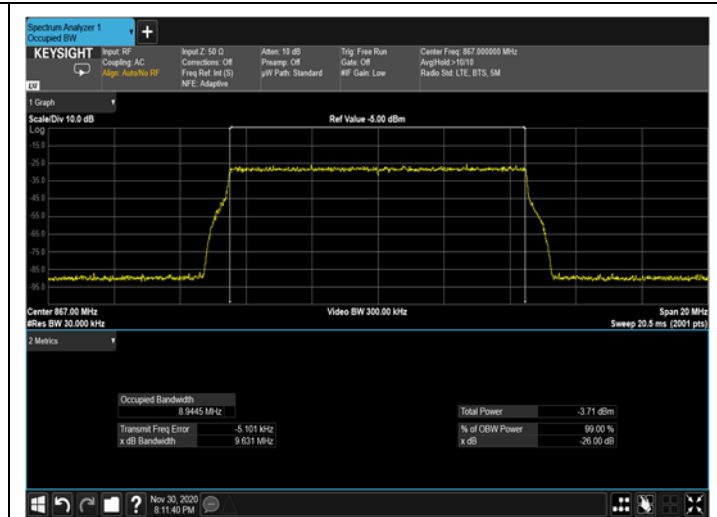 Spectrum Analyzer 1
Occupied BW
+
KEYSIGHT
Input: RF
Coupling: AC
Align: Auto/No RF
Input Z: 50 Ω
Corrections: Off
Freq Ref: Int (S)
NFE: Adaptive
Atten: 10 dB
Preamp: Off
µW Path: Standard
Trig: Free Run
Gate: Off
#IF Gain: Low
Center Freq: 867.000000 MHz
Avg|Hold:>10/10
Radio Std: LTE, BTS, 5M
1 Graph
Scale/Div 10.0 dB
Ref Value -5.00 dBm
Log
-15.0
-25.0
-35.0
-45.0
-55.0
-65.0
-75.0
-85.0
-95.0
Center 867.00 MHz
Video BW 300.00 kHz
Span 20 MHz
#Res BW 30.000 kHz
Sweep 20.5 ms (2001 pts)
2 Metrics
Occupied Bandwidth
8.9445 MHz
Total Power -3.71 dBm
Transmit Freq Error -5.101 kHz
% of OBW Power 99.00 %
x dB Bandwidth 9.631 MHz
x dB -26.00 dB
?
Nov 30, 2020
8:11:40 PM